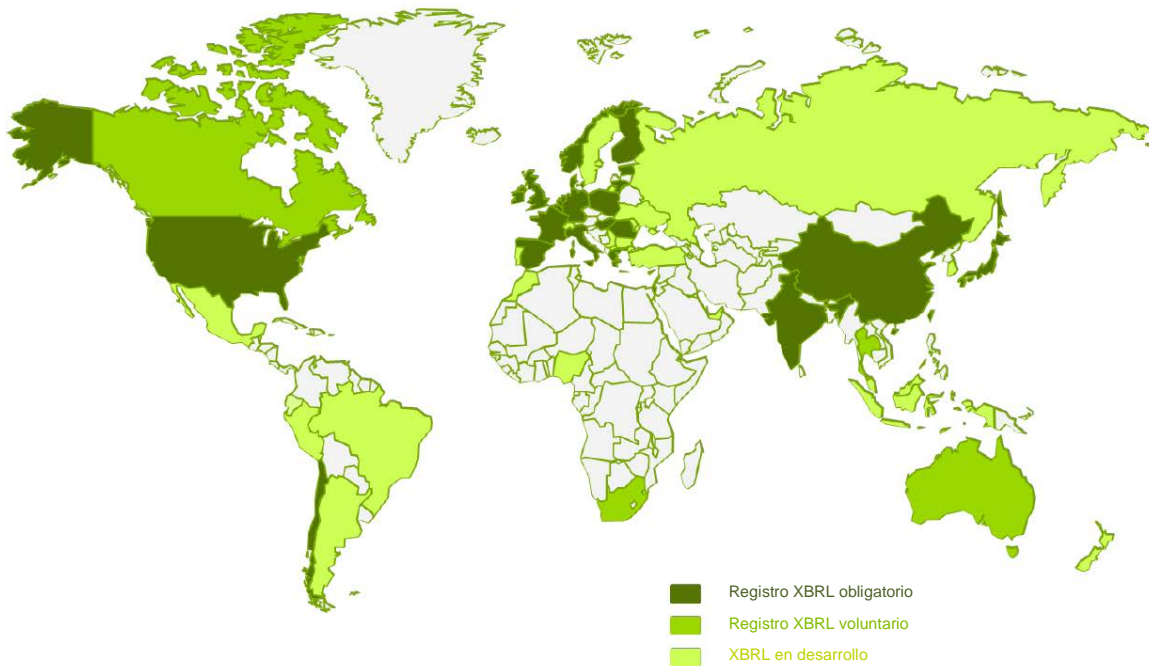 Registro XBRL obligatorio
Registro XBRL voluntario
XBRL en desarrollo